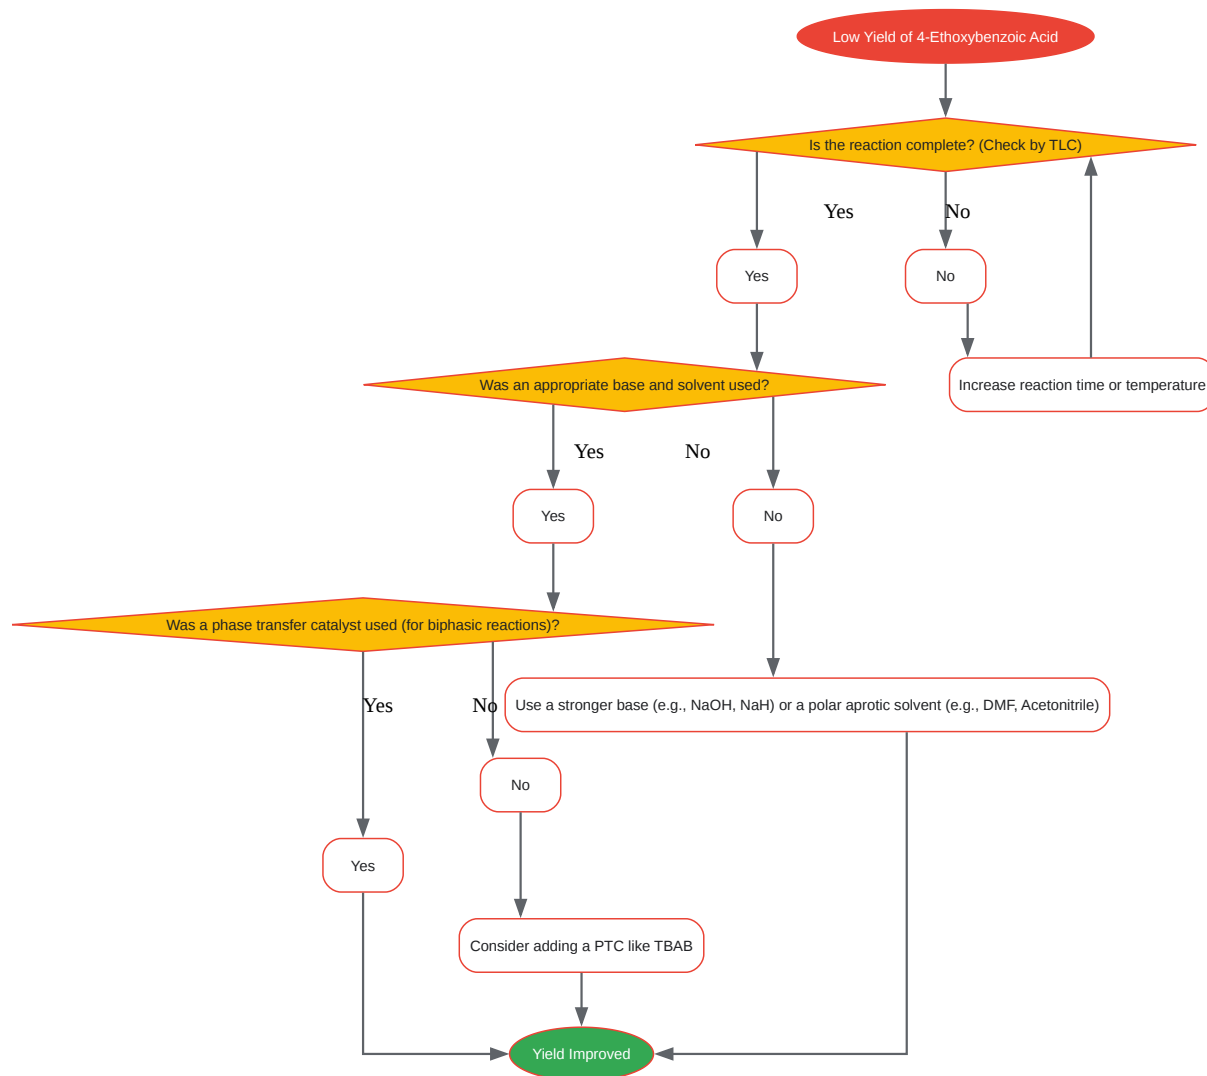 Low Yield of 4-Ethoxybenzoic Acid
Is the reaction complete? (Check by TLC)
Yes
No
Yes
No
Was an appropriate base and solvent used?
Increase reaction time or temperature
Yes
No
Yes
No
Was a phase transfer catalyst used (for biphasic reactions)?
Yes
No
Use a stronger base (e.g., NaOH, NaH) or a polar aprotic solvent (e.g., DMF, Acetonitrile)
No
Yes
Consider adding a PTC like TBAB
Yield Improved